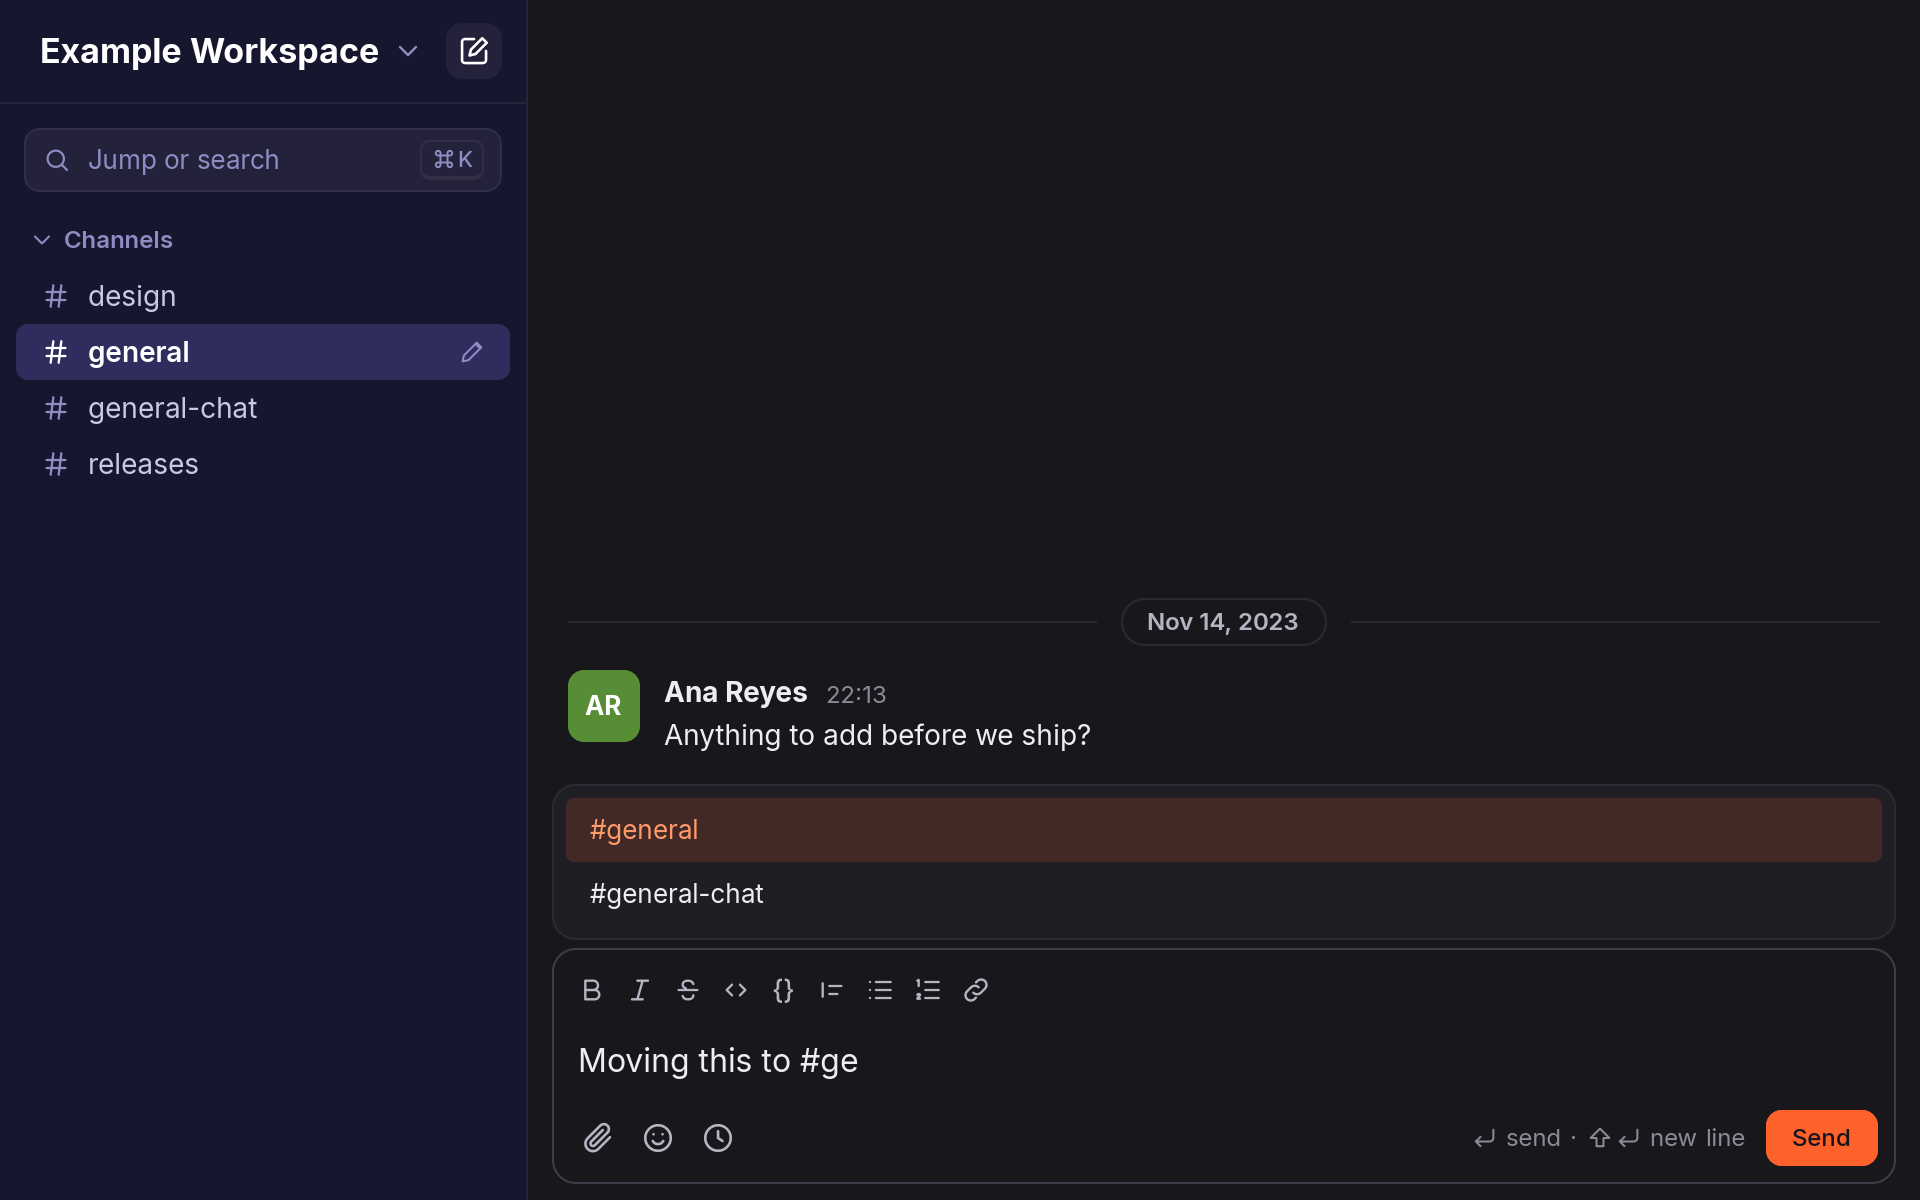 Example Workspace
Jump or search
⌘K
Channels
# design
# general
# general-chat
# releases
Nov 14, 2023
AR
Ana Reyes 22:13
Anything to add before we ship?
#general
#general-chat
Moving this to #ge
send · new line
Send